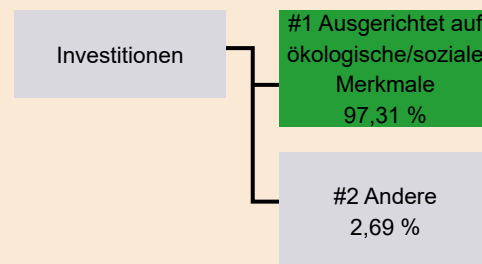 Investitionen
#1 Ausgerichtet auf
ökologische/soziale
Merkmale
97,31 %
#2 Andere
2,69 %